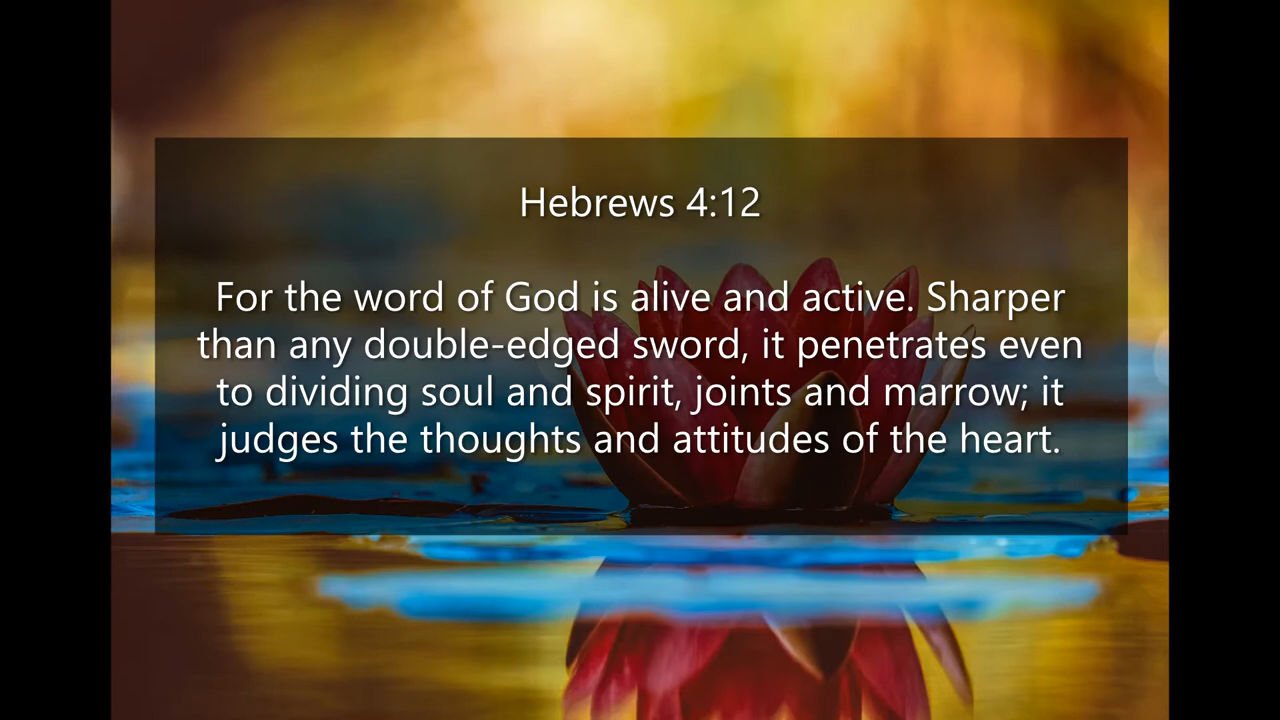 Hebrews 4:12
For the word of God is alive and active. Sharper
than any double-edged sword, it penetrates even
to dividing soul and spirit, joints and marrow; it
judges the thoughts and attitudes of the heart.